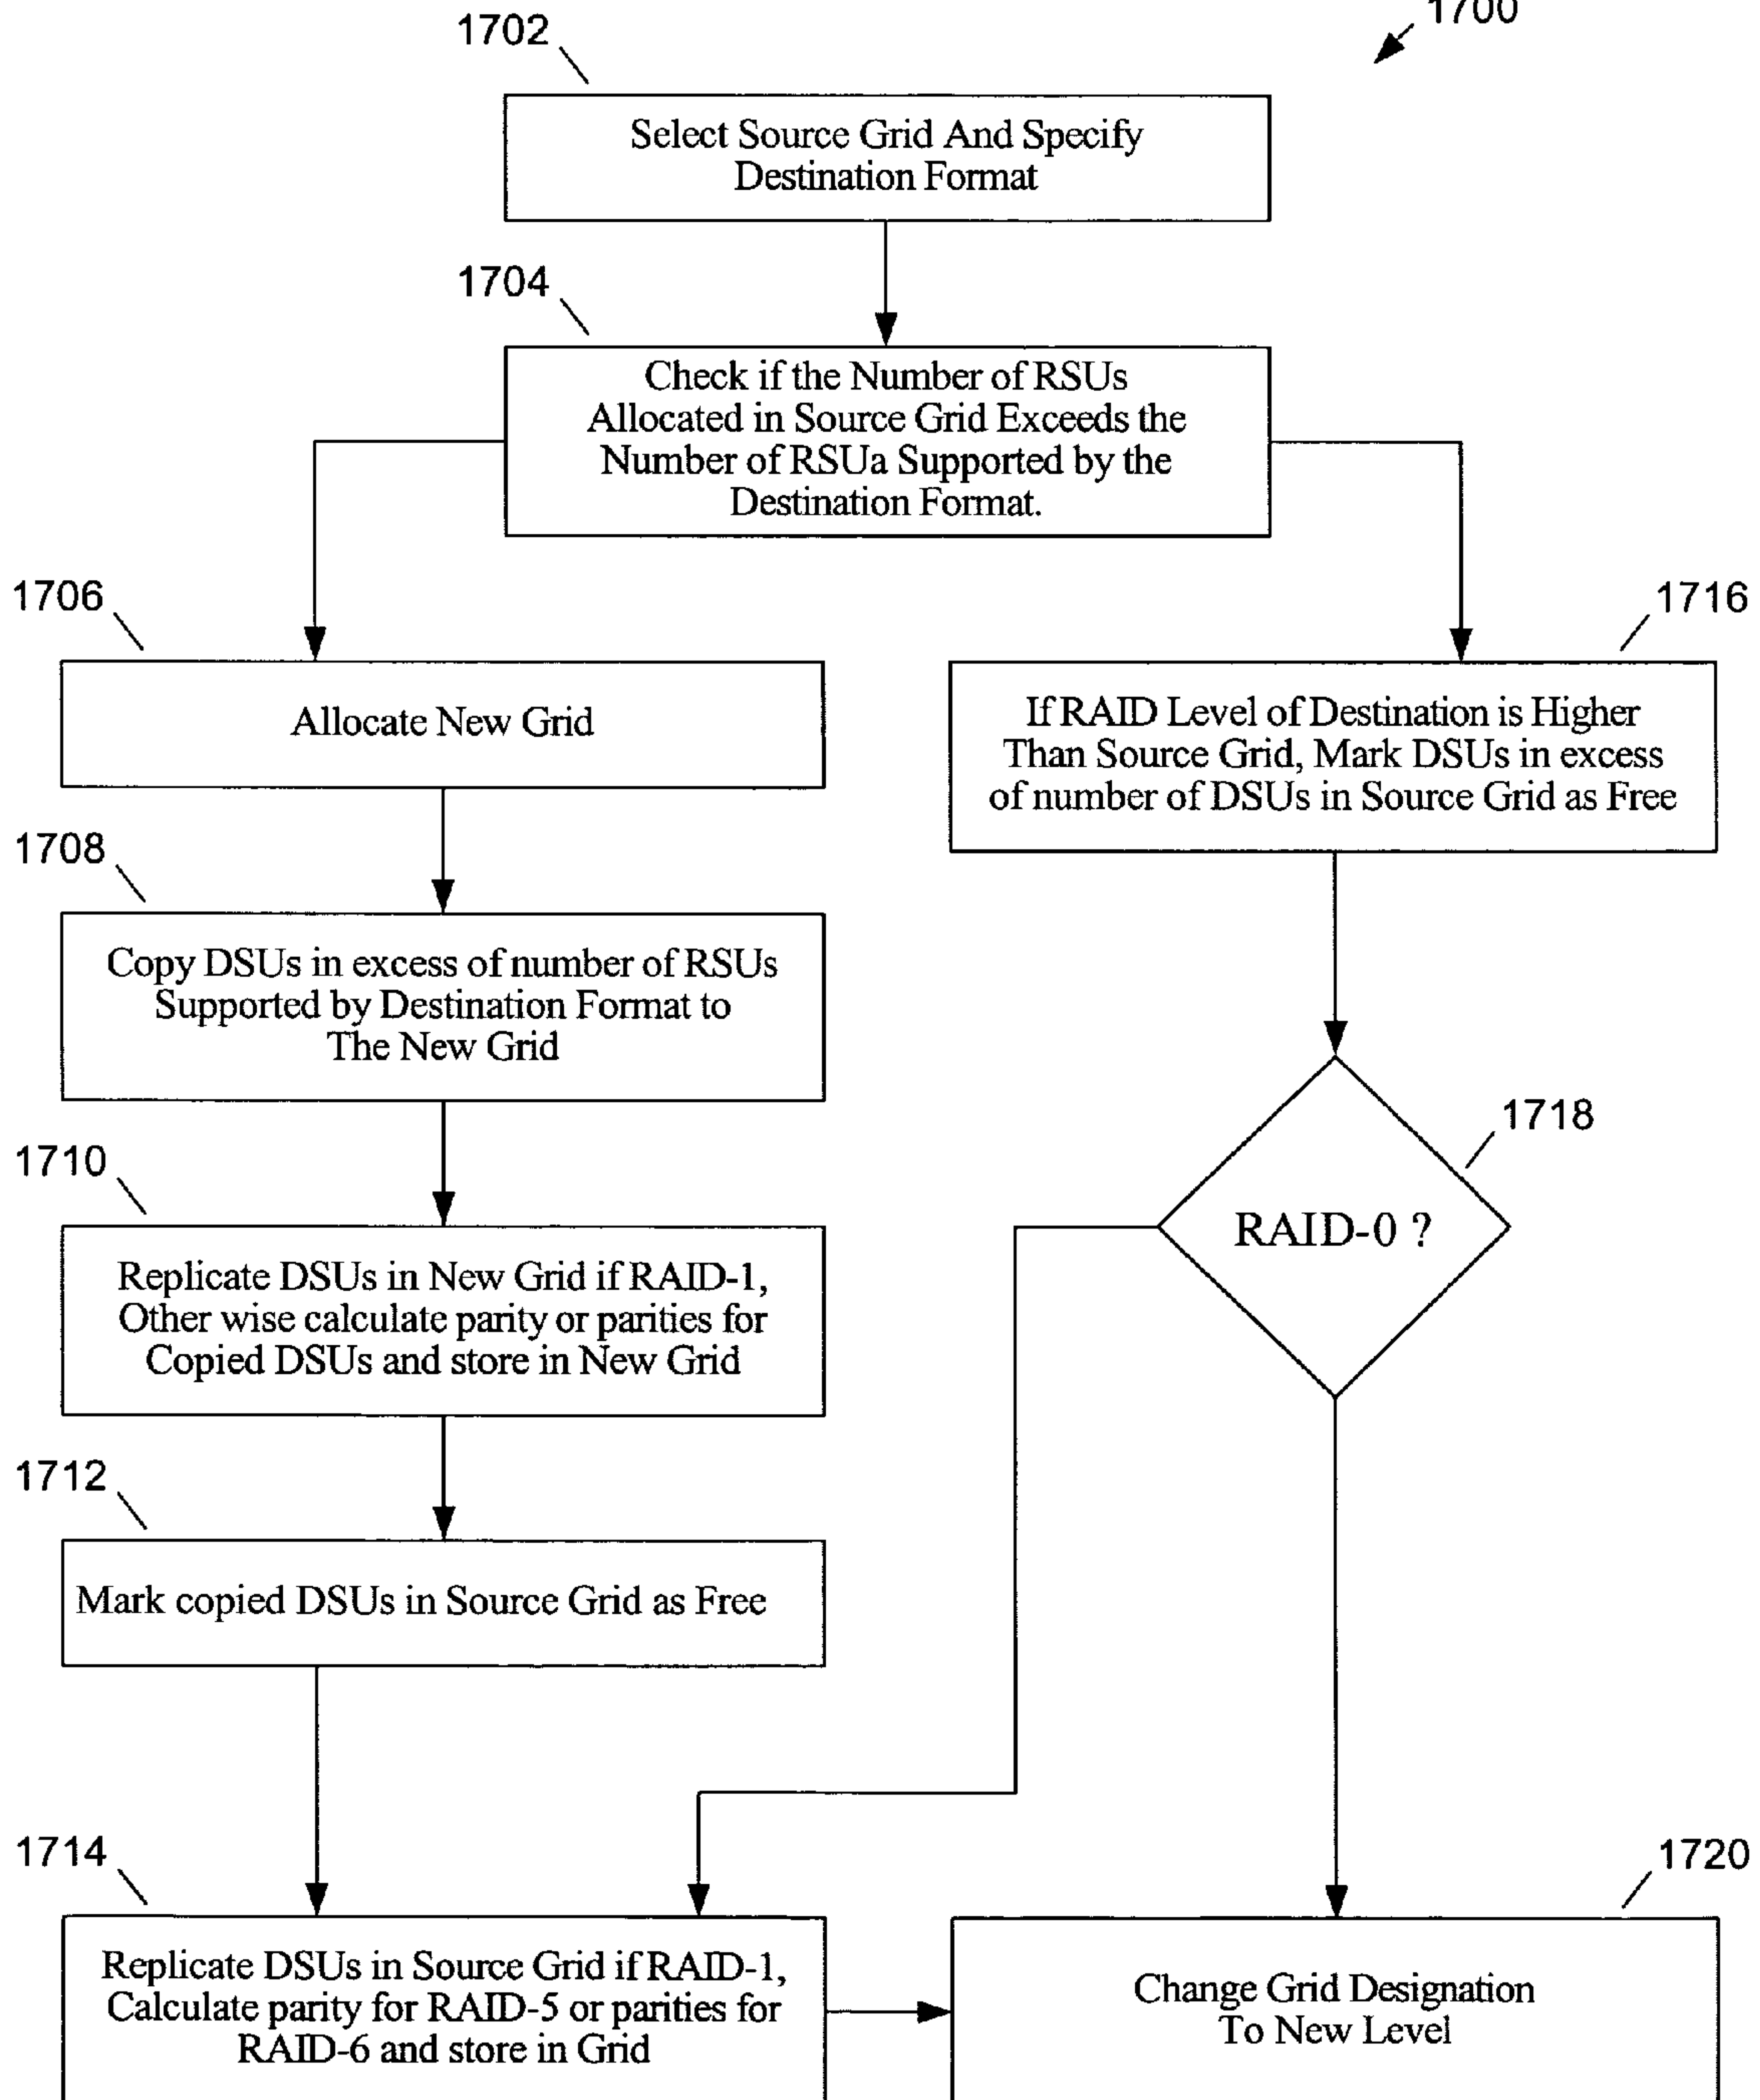 1700
1702
Select Source Grid And Specify
Destination Format
1704
Check if the Number of RSUs
Allocated in Source Grid Exceeds the
Number of RSUa Supported by the
Destination Format.
1706
Allocate New Grid
1716
If RAID Level of Destination is Higher
Than Source Grid, Mark DSUs in excess
of number of DSUs in Source Grid as Free
1708
Copy DSUs in excess of number of RSUs
Supported by Destination Format to
The New Grid
1718
RAID-0 ?
1710
Replicate DSUs in New Grid if RAID-1,
Other wise calculate parity or parities for
Copied DSUs and store in New Grid
1712
Mark copied DSUs in Source Grid as Free
1714
Replicate DSUs in Source Grid if RAID-1,
Calculate parity for RAID-5 or parities for
RAID-6 and store in Grid
1720
Change Grid Designation
To New Level